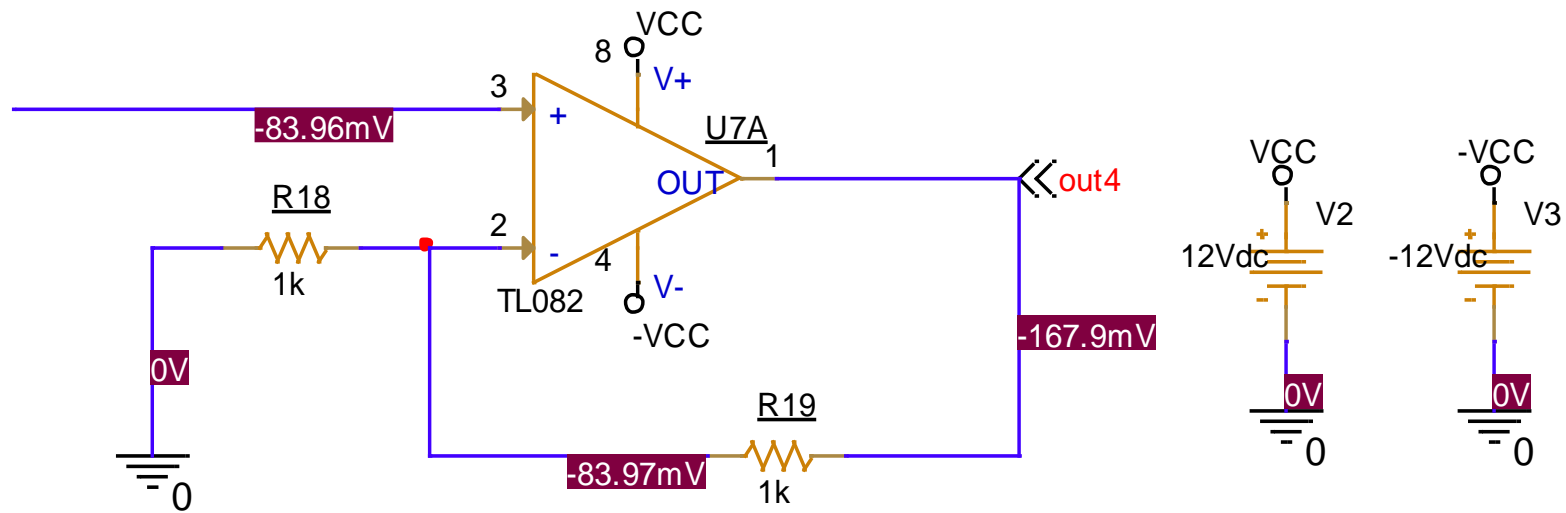 VCC
8
V+
3
+
-83.96mV
U7A
1
OUT
out4
R18
1k
2
-
4
TL082
V-
-VCC
0V
0
-167.9mV
R19
-83.97mV
1k
VCC
V2
+
12Vdc
-
0V
0
-VCC
V3
+
-12Vdc
-
0V
0